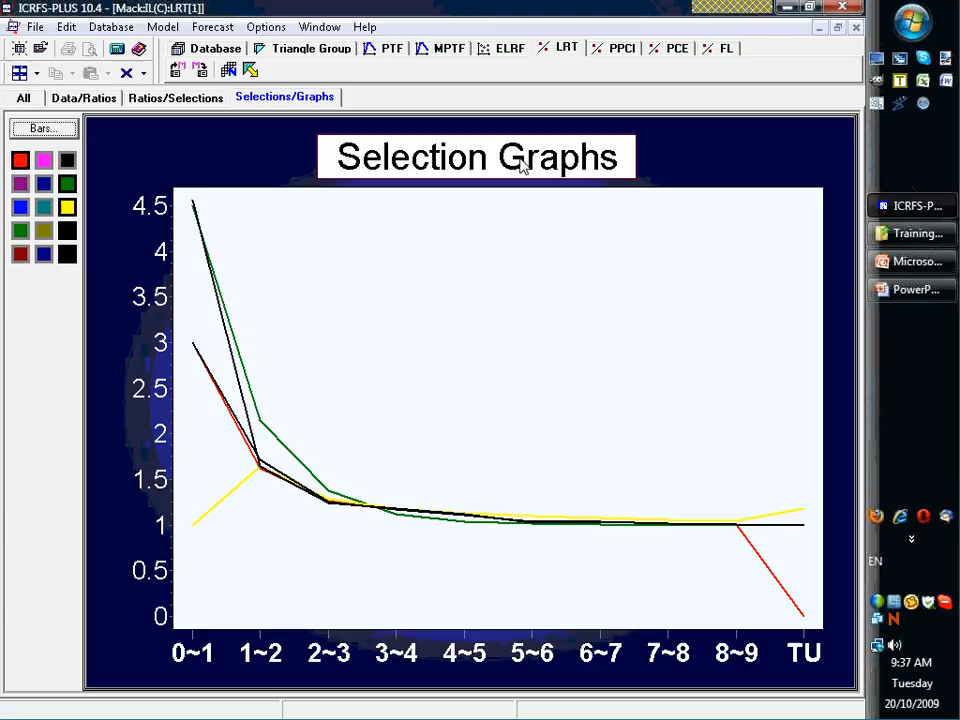 ICRFS-PLUS 10.4 - [Mack:IL(C):LRT[1]]
File Edit Database Model Forecast Options Window Help
Database Triangle Group PTF MPTF ELRF LRT PPCI PCE FL
All Data/Ratios Ratios/Selections Selections/Graphs
Bars...
Selection Graphs
4.5
4
3.5
3
2.5
2
1.5
1
0.5
0
0~1 1~2 2~3 3~4 4~5 5~6 6~7 7~8 8~9 TU
ICRFS-P...
Training...
Microso...
PowerP...
EN
9:37 AM
Tuesday
20/10/2009